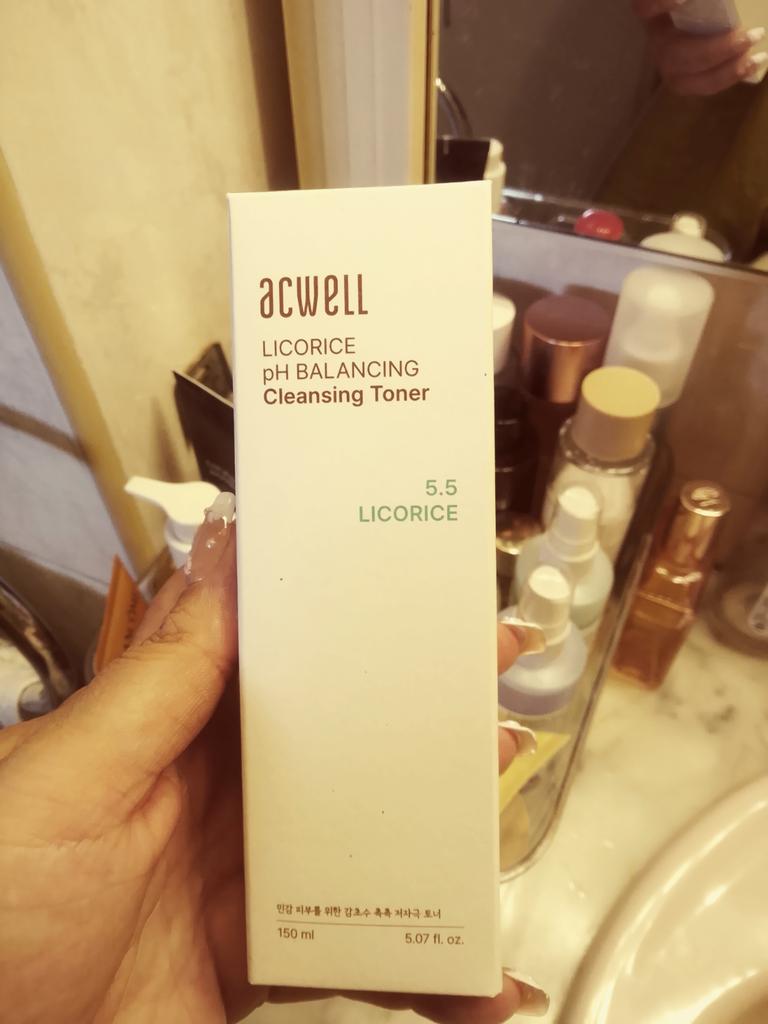 acwell
LICORICE
pH BALANCING
Cleansing Toner
5.5
LICORICE
민감 피부를 위한 감초수 촉촉 저자극 토너
150 ml
5.07 fl. oz.